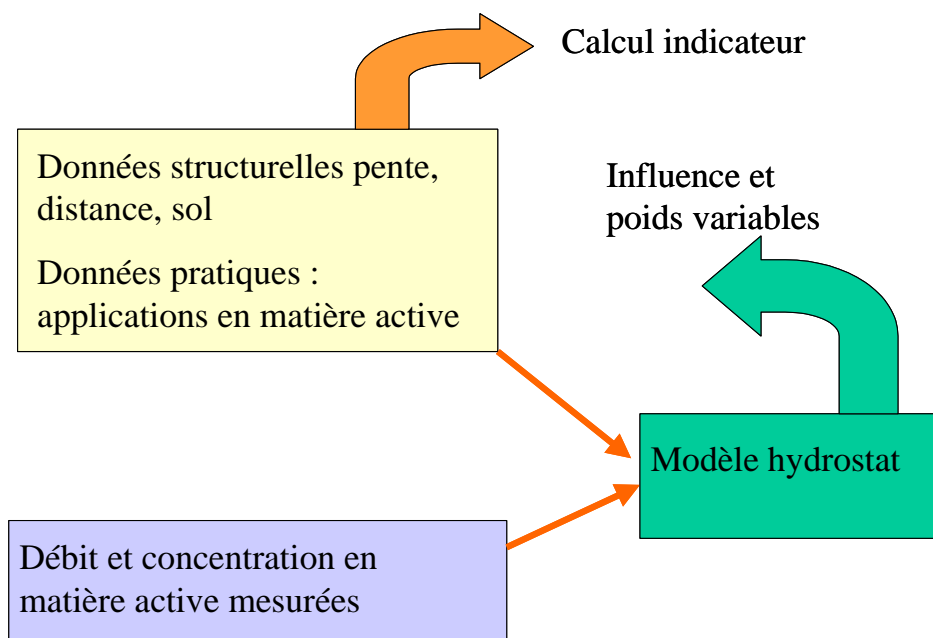 Calcul indicateur
Données structurelles pente,
distance, sol
Données pratiques :
applications en matière active
Influence et
poids variables
Modèle hydrostat
Débit et concentration en
matière active mesurées